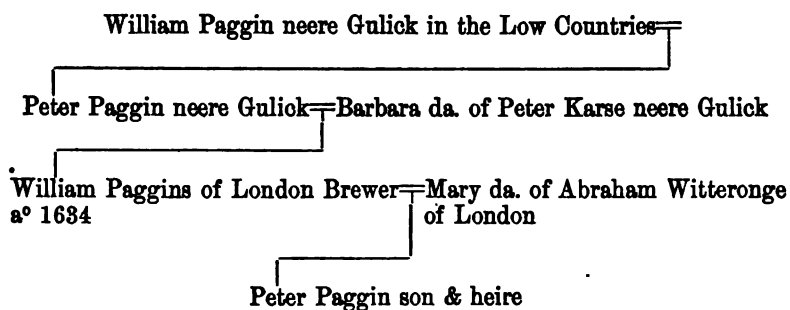 William Paggin neere Gulick in the Low Countries
Peter Paggin neere Gulick Barbara da. of Peter Karse neere Gulick
William Paggins of London Brewer Mary da. of Abraham Witteronge
aº 1634 of London
Peter Paggin son & heire